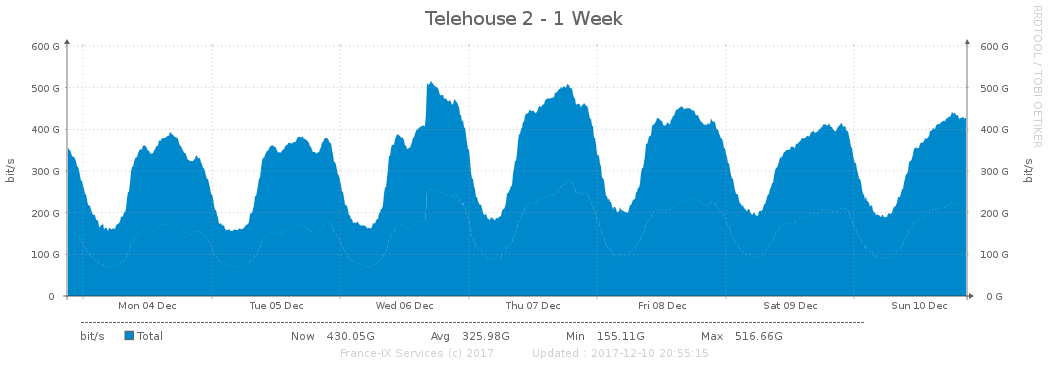 Telehouse 2 - 1 Week
RRDTOOL / TOBI OETIKER
600 G 600 G
500 G 500 G
400 G 400 G
300 G 300 G
200 G 200 G
100 G 100 G
0 0 G
bit/s bit/s
Mon 04 Dec Tue 05 Dec Wed 06 Dec Thu 07 Dec Fri 08 Dec Sat 09 Dec Sun 10 Dec
bit/s Total Now 430.05G Avg 325.98G Min 155.11G Max 516.66G
France-IX Services (c) 2017 Updated : 2017-12-10 20:55:15